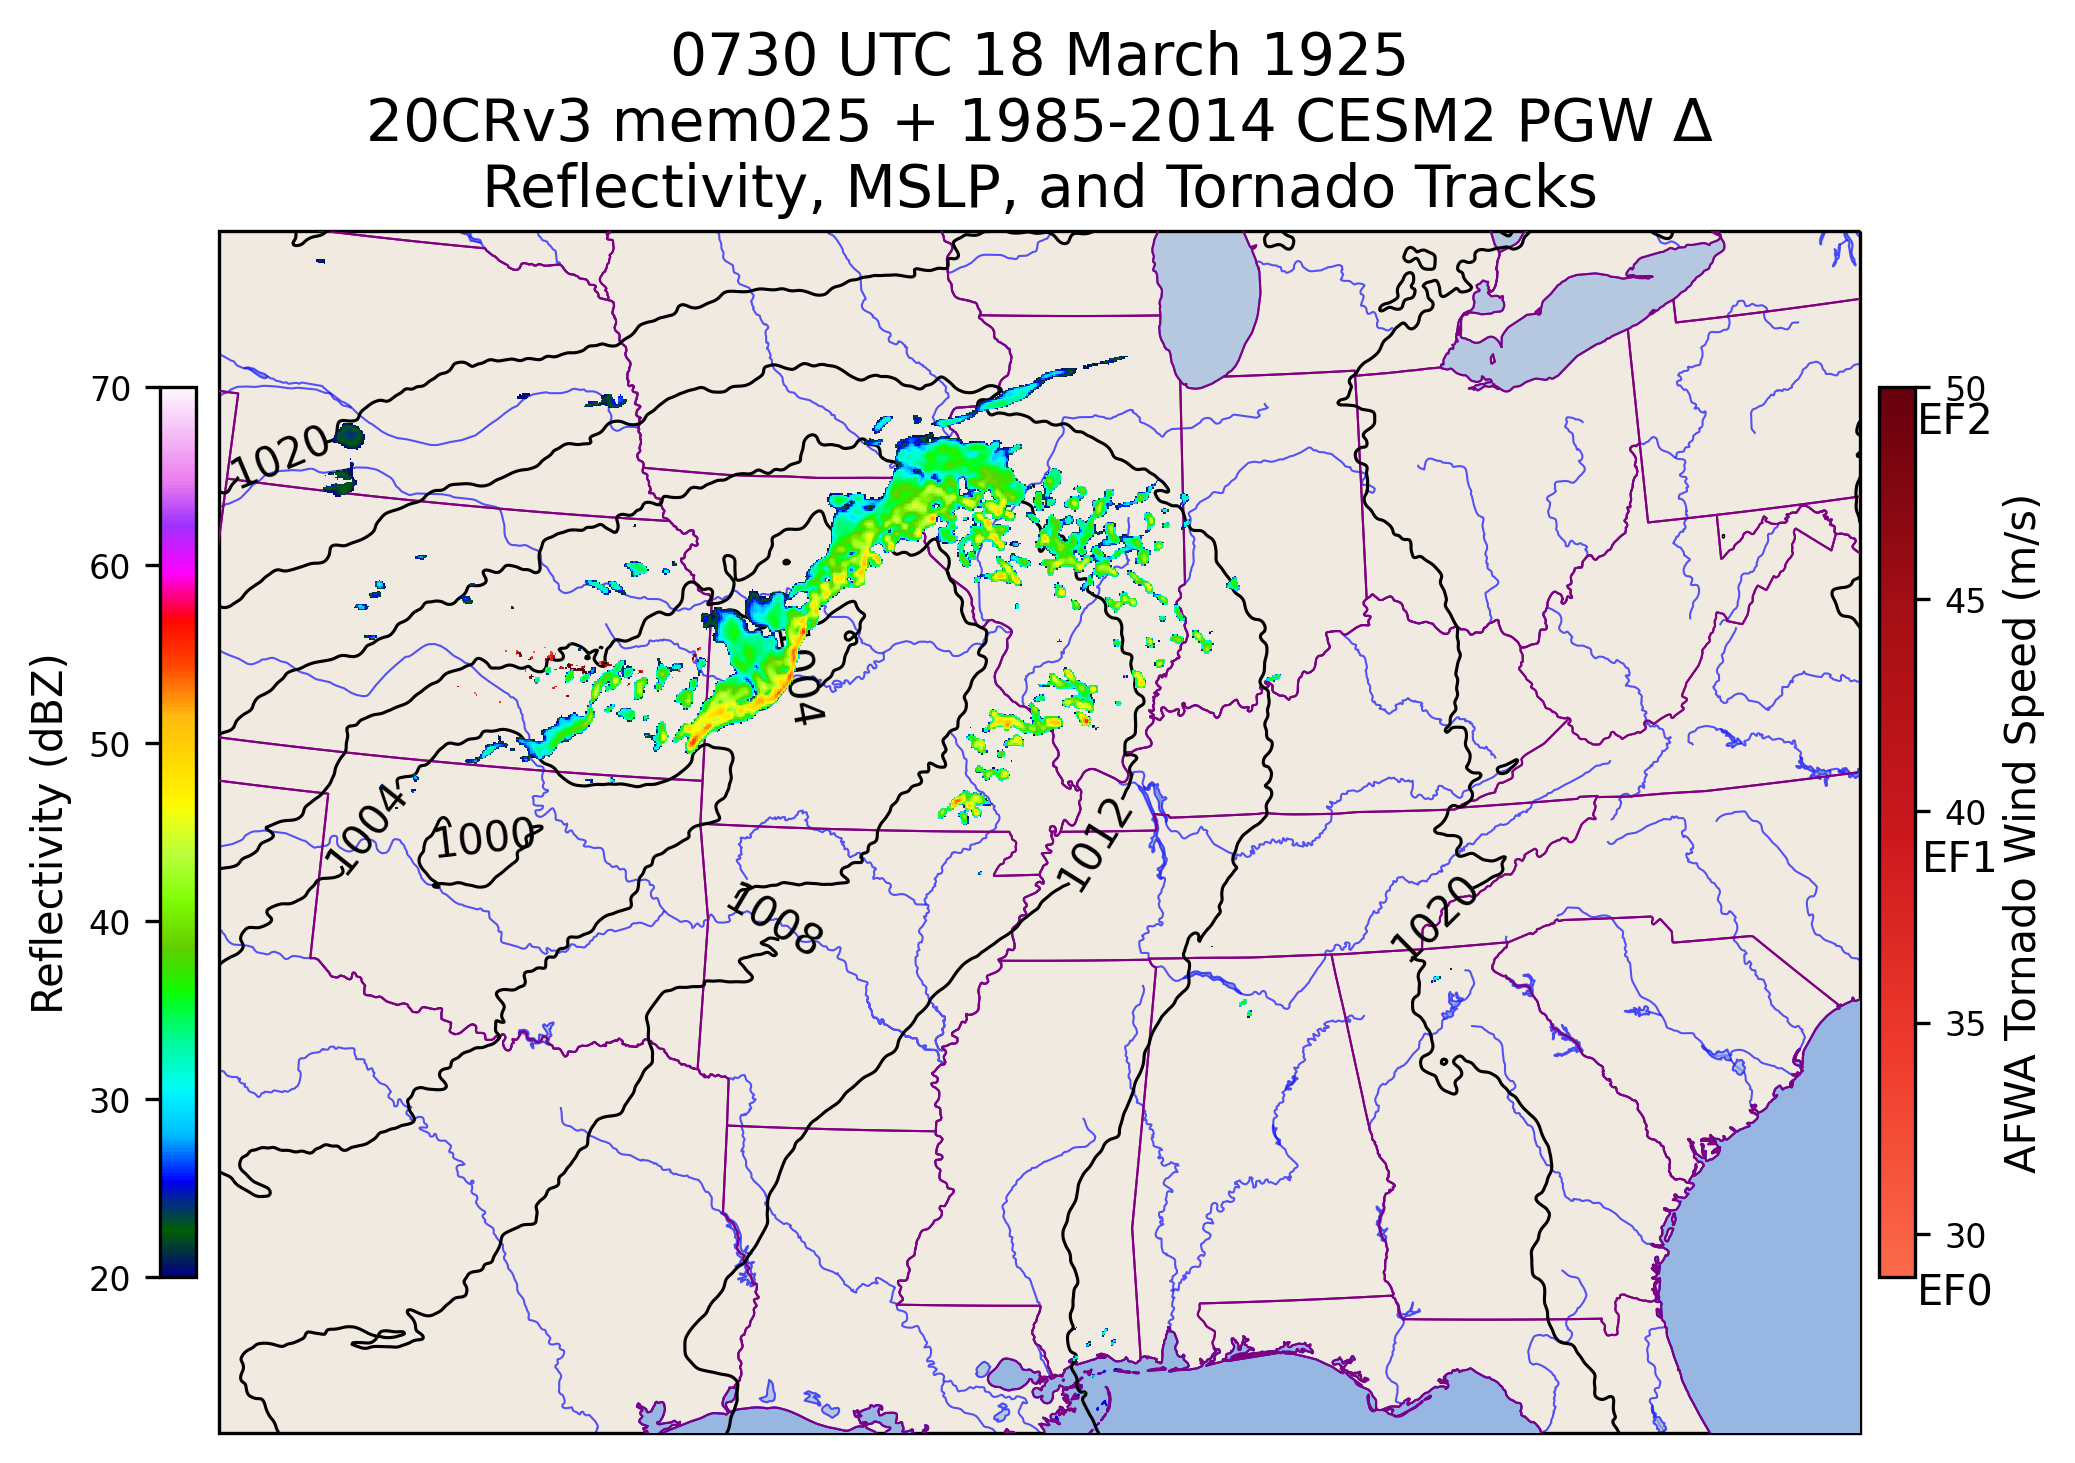 0730 UTC 18 March 1925
20CRv3 mem025 + 1985-2014 CESM2 PGW Δ
Reflectivity, MSLP, and Tornado Tracks
70
60
50
40
30
20
Reflectivity (dBZ)
1020
1004
1000
004
1008
1012
1020
50
EF2
45
40
EF1
35
30
EF0
AFWA Tornado Wind Speed (m/s)